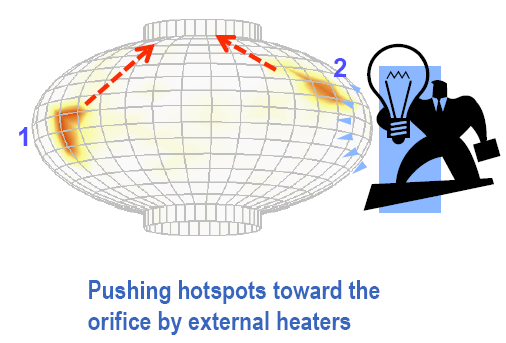 2
1
Pushing hotspots toward the
orifice by external heaters